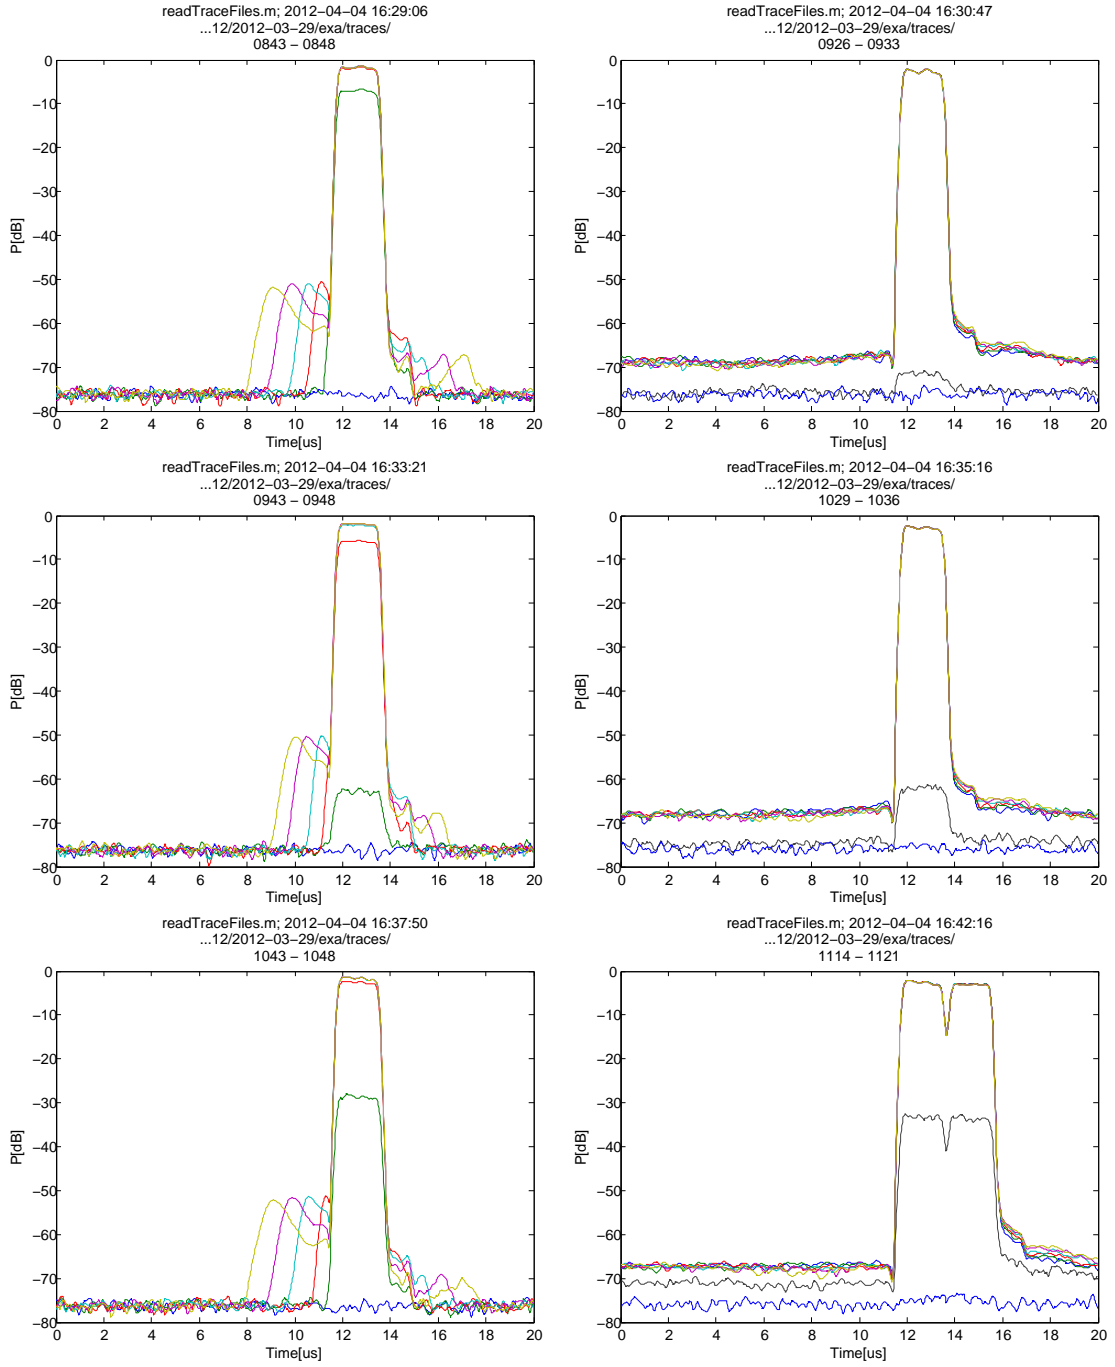 readTraceFiles.m; 2012−04−04 16:29:06
...12/2012−03−29/exa/traces/
0843 − 0848
0
−10
−20
−30
−40
−50
−60
−70
−80
P[dB]
0 2 4 6 8 10 12 14 16 18 20
Time[us]
readTraceFiles.m; 2012−04−04 16:30:47
...12/2012−03−29/exa/traces/
0926 − 0933
0
−10
−20
−30
−40
−50
−60
−70
−80
P[dB]
0 2 4 6 8 10 12 14 16 18 20
Time[us]
readTraceFiles.m; 2012−04−04 16:33:21
...12/2012−03−29/exa/traces/
0943 − 0948
0
−10
−20
−30
−40
−50
−60
−70
−80
P[dB]
0 2 4 6 8 10 12 14 16 18 20
Time[us]
readTraceFiles.m; 2012−04−04 16:35:16
...12/2012−03−29/exa/traces/
1029 − 1036
0
−10
−20
−30
−40
−50
−60
−70
−80
P[dB]
0 2 4 6 8 10 12 14 16 18 20
Time[us]
readTraceFiles.m; 2012−04−04 16:37:50
...12/2012−03−29/exa/traces/
1043 − 1048
0
−10
−20
−30
−40
−50
−60
−70
−80
P[dB]
0 2 4 6 8 10 12 14 16 18 20
Time[us]
readTraceFiles.m; 2012−04−04 16:42:16
...12/2012−03−29/exa/traces/
1114 − 1121
0
−10
−20
−30
−40
−50
−60
−70
−80
P[dB]
0 2 4 6 8 10 12 14 16 18 20
Time[us]